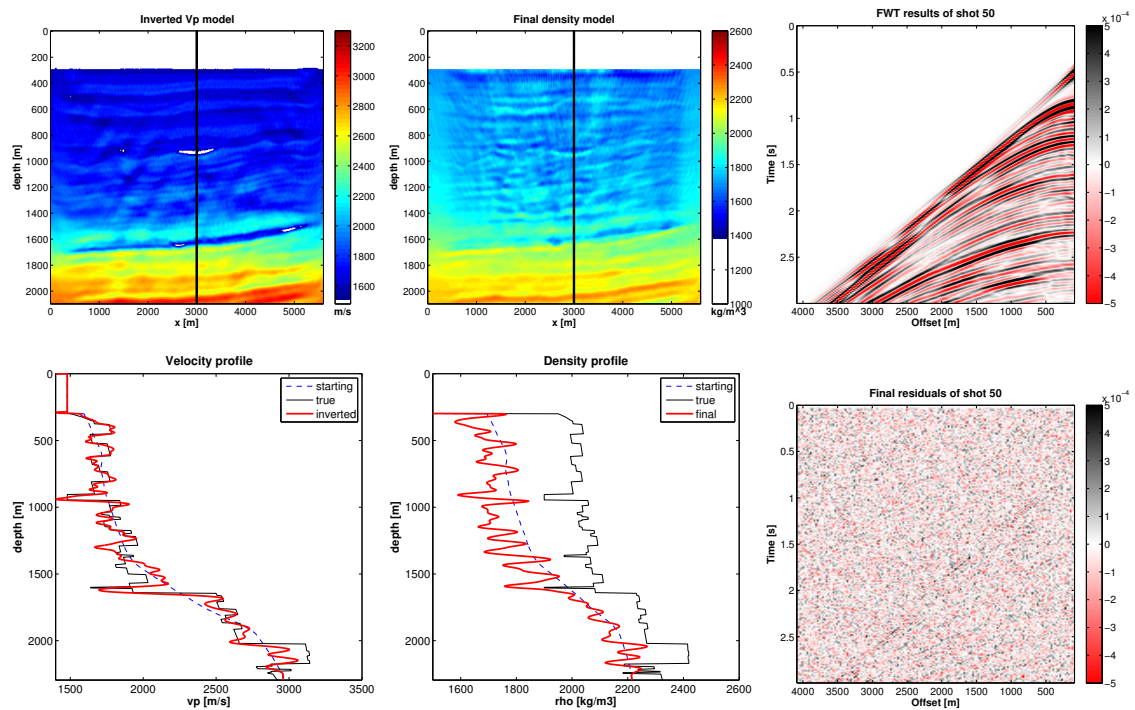 Inverted Vp model
0
200
400
600
800
1000
1200
1400
1600
1800
2000
depth [m]
0 1000 2000 3000 4000 5000
x [m]
3200
3000
2800
2600
2400
2200
2000
1800
1600
m/s
Final density model
0
200
400
600
800
1000
1200
1400
1600
1800
2000
depth [m]
0 1000 2000 3000 4000 5000
x [m]
2600
2400
2200
2000
1800
1600
1400
1200
1000
kg/m^3
FWT results of shot 50
0
0.5
1.0
1.5
2
2.5
Time [s]
4000 3500 3000 2500 2000 1500 1000 500
Offset [m]
x 10⁻⁴
5
4
3
2
1
0
−1
−2
−3
−4
−5
Velocity profile
0
500
1000
1500
2000
depth [m]
1500 2000 2500 3000 3500
vp [m/s]
starting
true
inverted
Density profile
0
500
1000
1500
2000
depth [m]
1600 1800 2000 2200 2400 2600
rho [kg/m3]
starting
true
final
Final residuals of shot 50
0
0.5
1.0
1.5
2
2.5
Time [s]
4000 3500 3000 2500 2000 1500 1000 500
Offset [m]
x 10⁻⁴
5
4
3
2
1
0
−1
−2
−3
−4
−5